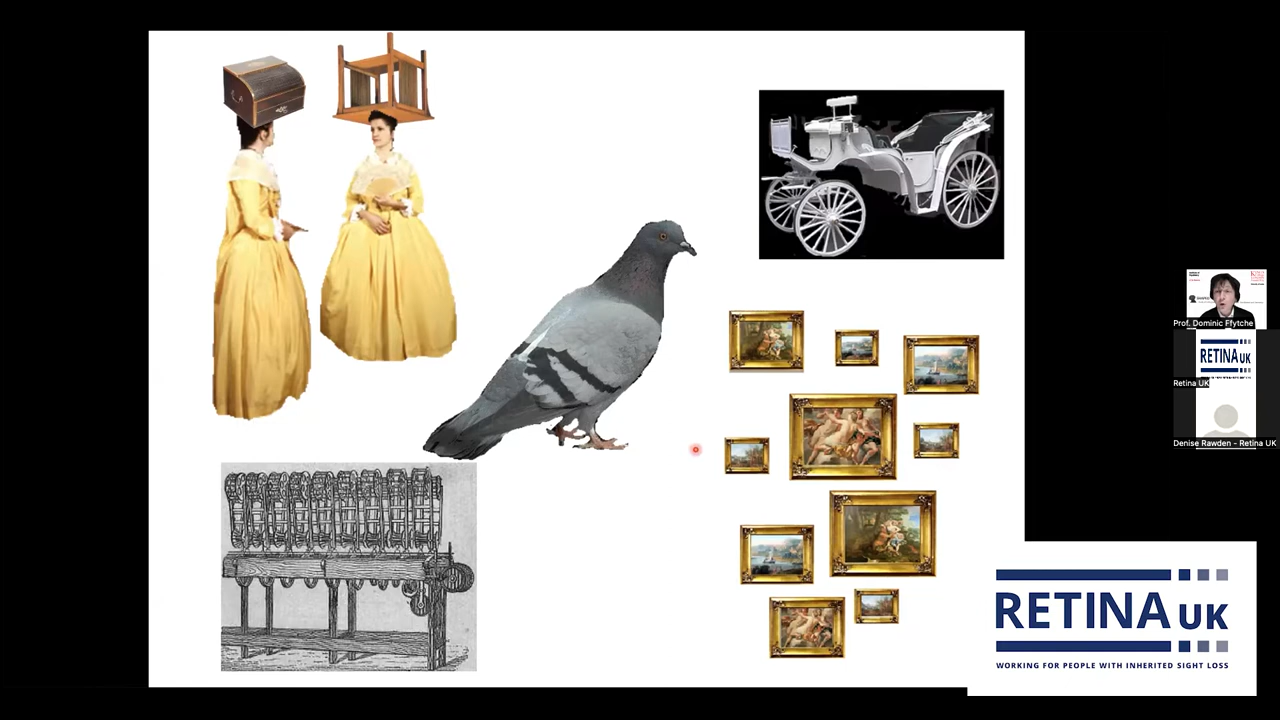 Prof. Dominic Ffytche
RETINA UK
Retina UK
Denise Rawden - Retina UK
RETINA UK
WORKING FOR PEOPLE WITH INHERITED SIGHT LOSS